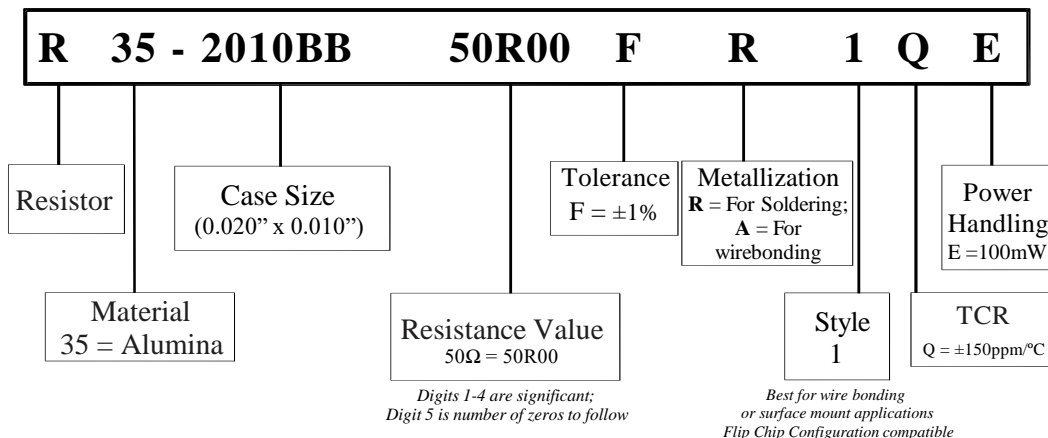 R 35 - 2010BB 50R00 F R 1 Q E
Resistor
Case Size
(0.020” x 0.010”)
Tolerance
F = ±1%
Metallization
R = For Soldering;
A = For
wirebonding
Power
Handling
E =100mW
Material
35 = Alumina
Resistance Value
50Ω = 50R00
Digits 1-4 are significant;
Digit 5 is number of zeros to follow
Style
1
Best for wire bonding
or surface mount applications
Flip Chip Configuration compatible
TCR
Q = ±150ppm/ºC